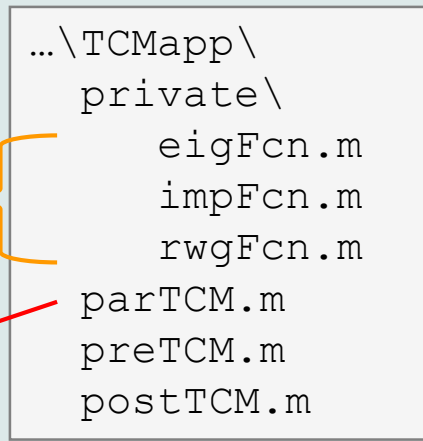 …\TCMapp\
private\
eigFcn.m
impFcn.m
rwgFcn.m
parTCM.m
preTCM.m
postTCM.m